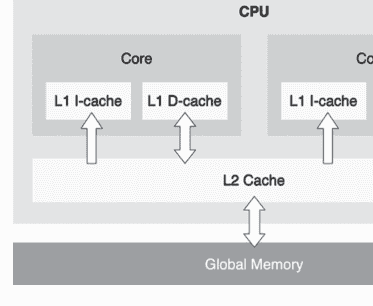 CPU
Core
Co
L1 I-cache
L1 D-cache
L1 I-cache
L2 Cache
Global Memory